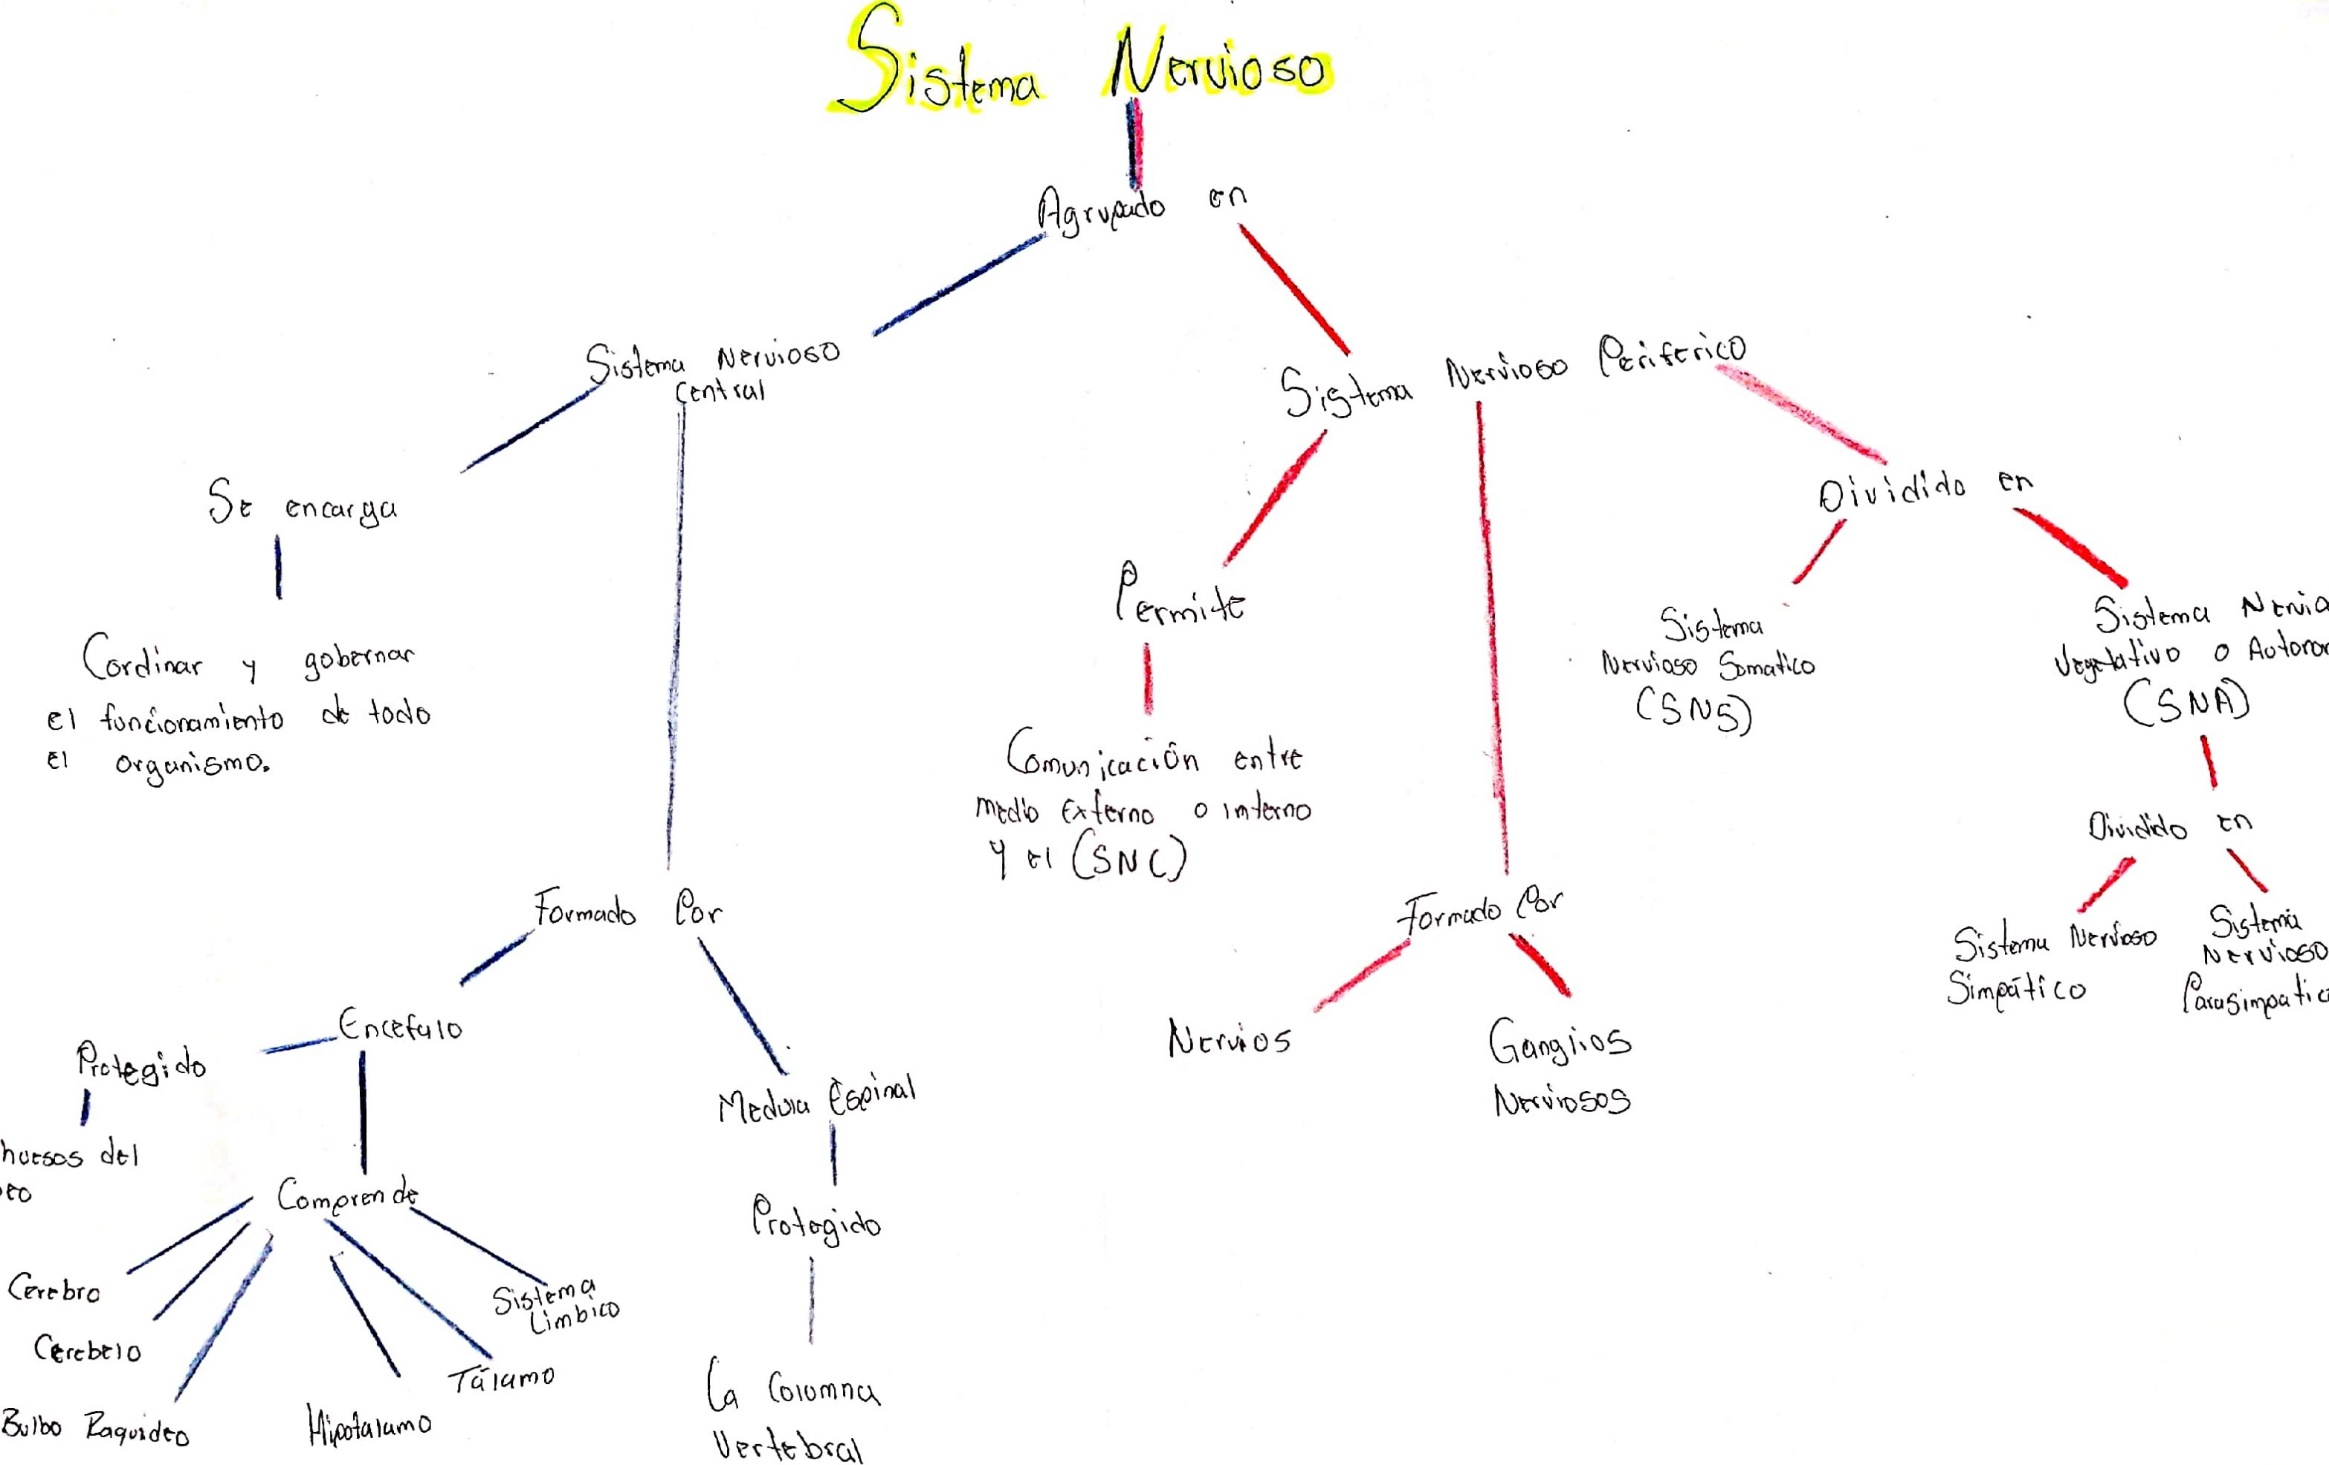 Sistema Nervioso
Agrupado en
Sistema Nervioso
Central
Sistema Nervioso Periferico
Se encarga
Cordinar y gobernar
el funcionamiento de todo
El organismo.
Formado Por
Encefalo
Protegido
huesos del
Comprende
Cerebro
Cerebelo
Bulbo Raquideo
Hipotalamo
Tálamo
Sistema
Limbico
Medula Espinal
Protegido
La Columna
Vertebral
Permite
Comunicación entre
medio Externo o interno
y el (SNC)
Formado Por
Nervios
Ganglios
Nerviosos
Dividido en
Sistema
Nervioso Somatico
(SNS)
Sistema
Vegetativo o
(SNA)
Dividido en
Sistema Nervioso
Simpático
Sistema
Nervioso